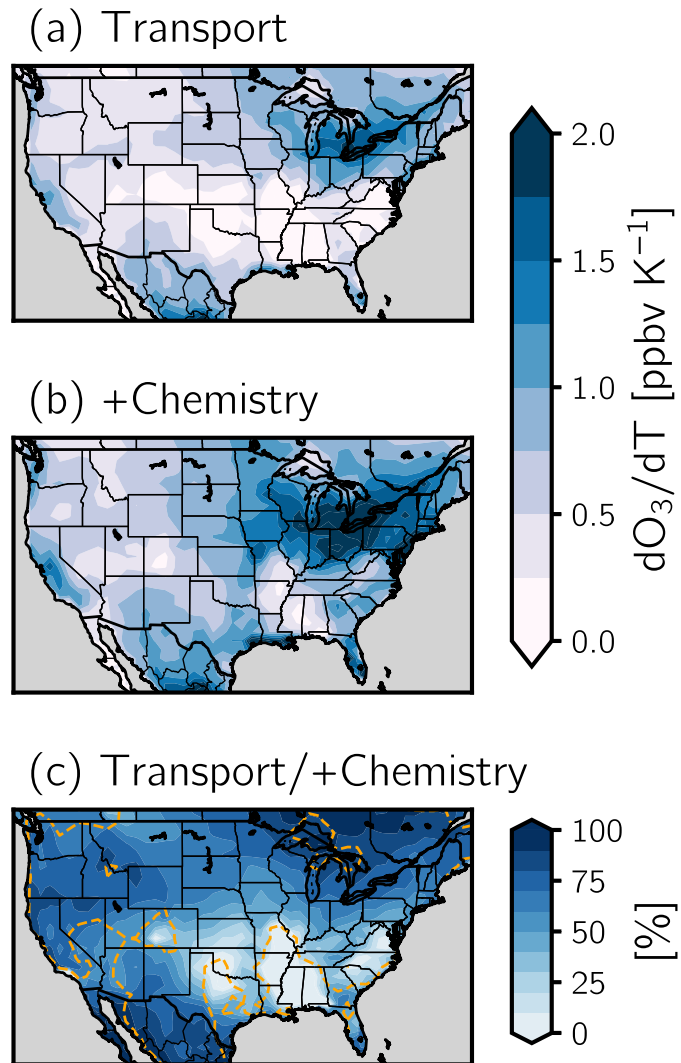 (a) Transport
2.0
1.5
1.0
0.5
0.0
dO₃/dT [ppbv K⁻¹]
(b) +Chemistry
(c) Transport/+Chemistry
100
75
50
25
0
[%]